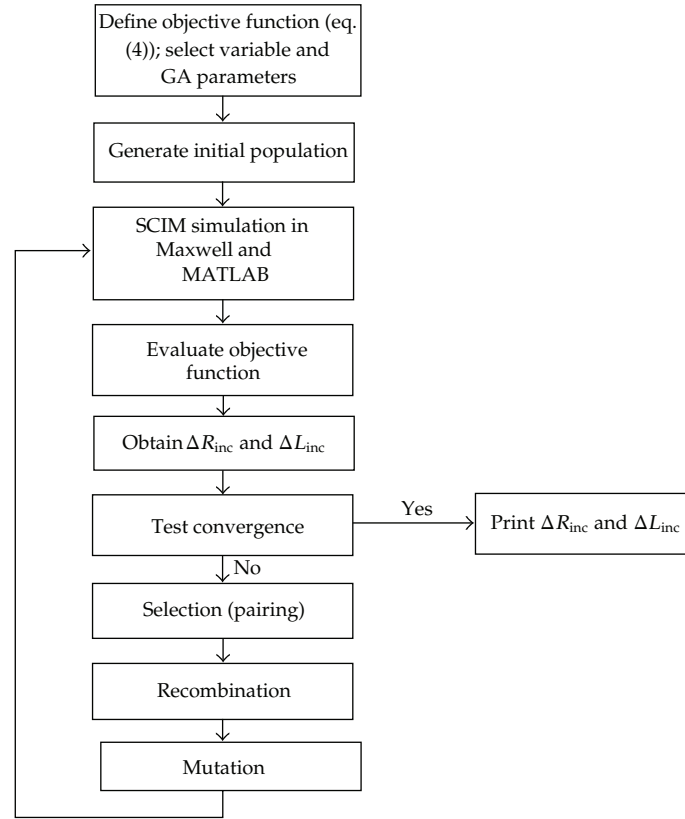 Define objective function (eq.
(4)); select variable and
GA parameters
Generate initial population
SCIM simulation in
Maxwell and
MATLAB
Evaluate objective
function
Obtain ΔR_inc and ΔL_inc
Test convergence
Yes
Print ΔR_inc and ΔL_inc
No
Selection (pairing)
Recombination
Mutation